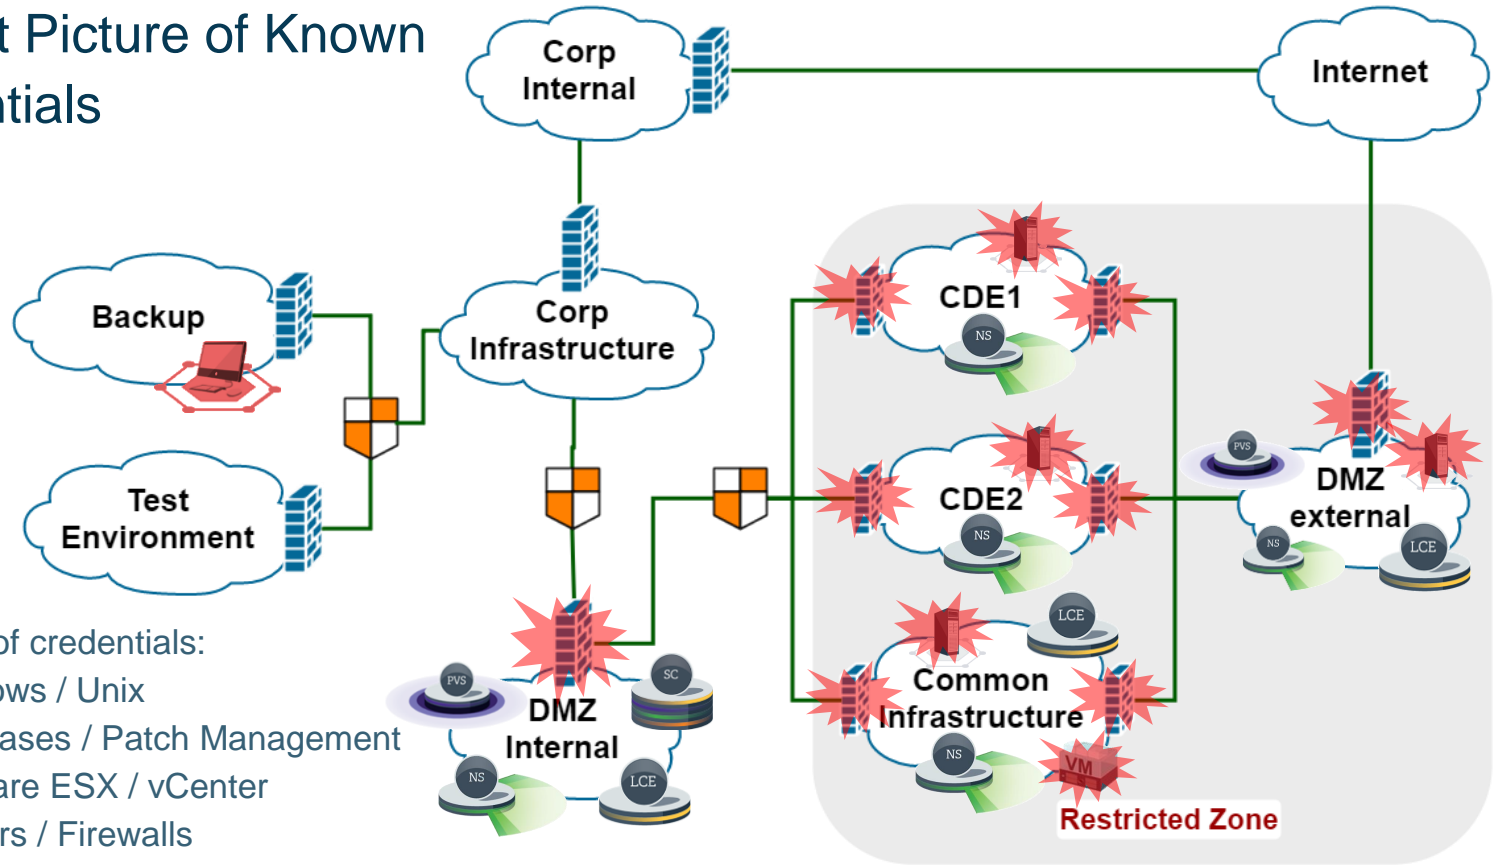 t Picture of Known
ntials
Corp
Internal
Internet
Backup
Corp
Infrastructure
CDE1
NS
Test
Environment
CDE2
NS
PVS
DMZ
external
NS
LCE
of credentials:
ows / Unix
ases / Patch Management
are ESX / vCenter
rs / Firewalls
PVS
SC
DMZ
Internal
NS
LCE
LCE
Common
Infrastructure
NS
VM
Restricted Zone